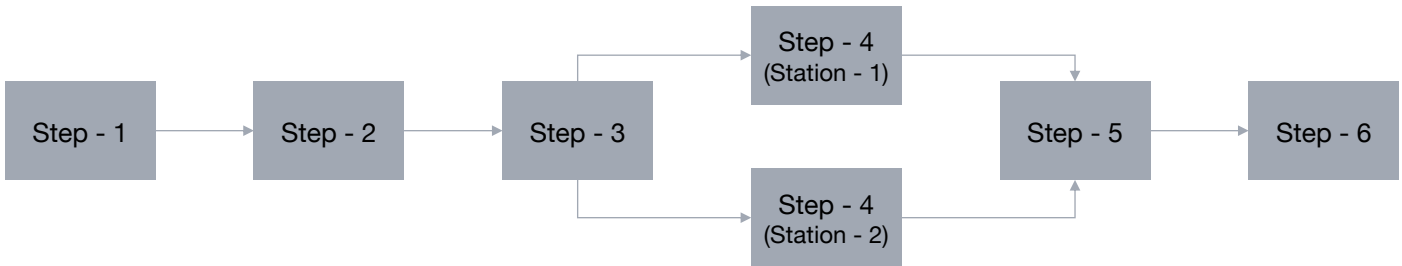 Step - 1
Step - 2
Step - 3
Step - 4
(Station - 1)
Step - 4
(Station - 2)
Step - 5
Step - 6